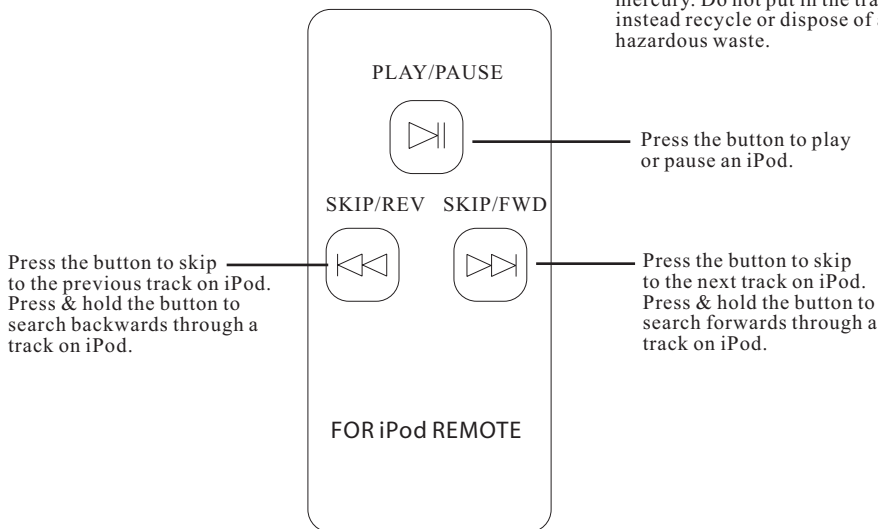 mercury. Do not put in the tra
instead recycle or dispose of
hazardous waste.
PLAY/PAUSE
Press the button to play
or pause an iPod.
SKIP/REV SKIP/FWD
Press the button to skip
to the previous track on iPod.
Press & hold the button to
search backwards through a
track on iPod.
Press the button to skip
to the next track on iPod.
Press & hold the button to
search forwards through a
track on iPod.
FOR iPod REMOTE